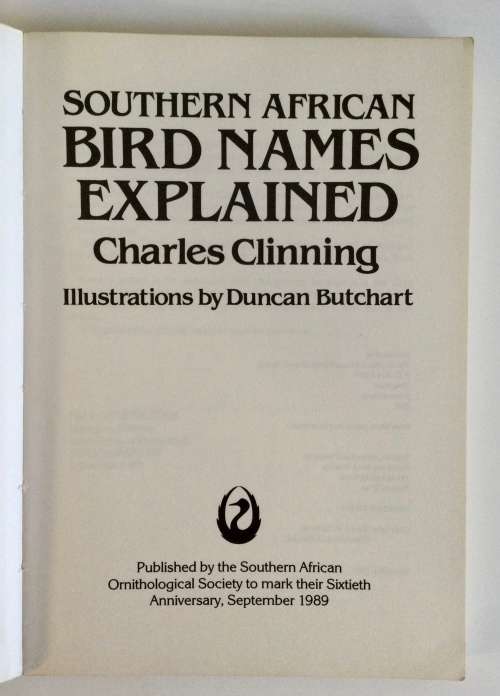 SOUTHERN AFRICAN
BIRD NAMES
EXPLAINED
Charles Clinning
Illustrations by Duncan Butchart
Published by the Southern African
Ornithological Society to mark their Sixtieth
Anniversary, September 1989